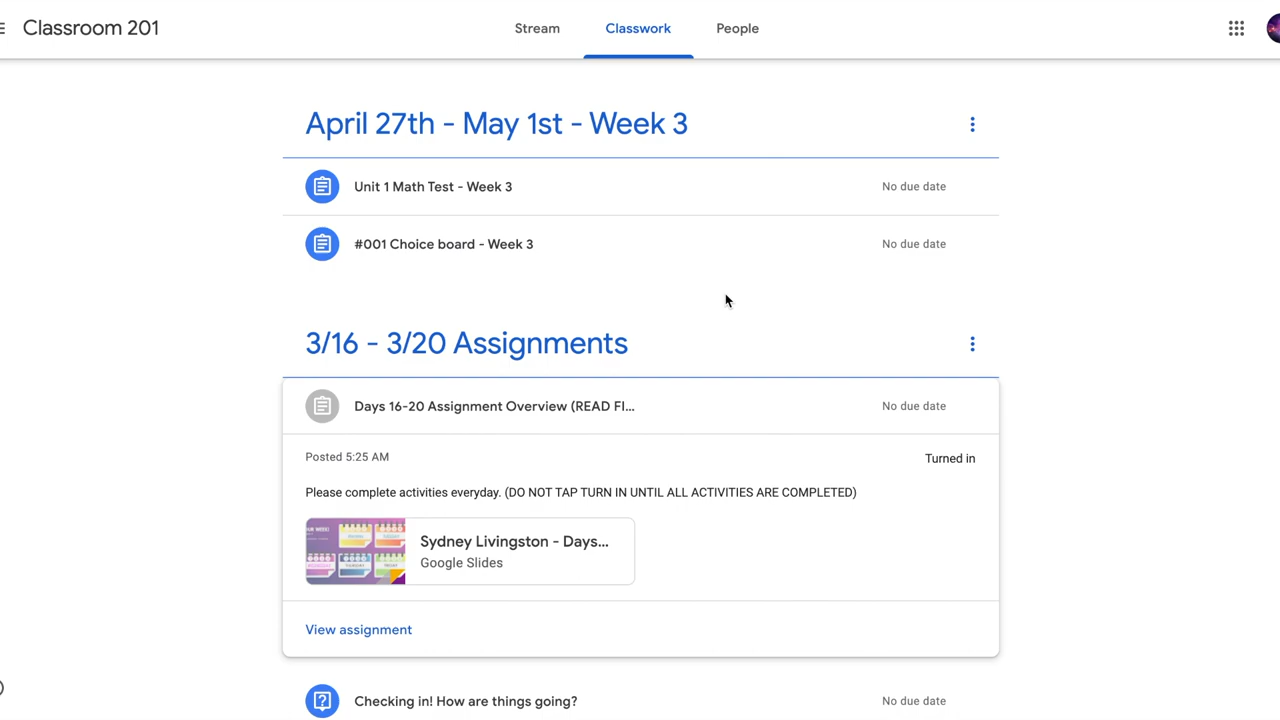 Classroom 201
Stream
Classwork
People
April 27th - May 1st - Week 3
Unit 1 Math Test - Week 3
No due date
#001 Choice board - Week 3
No due date
3/16 - 3/20 Assignments
Days 16-20 Assignment Overview (READ FI...
No due date
Posted 5:25 AM
Turned in
Please complete activities everyday. (DO NOT TAP TURN IN UNTIL ALL ACTIVITIES ARE COMPLETED)
Sydney Livingston - Days...
Google Slides
View assignment
Checking in! How are things going?
No due date